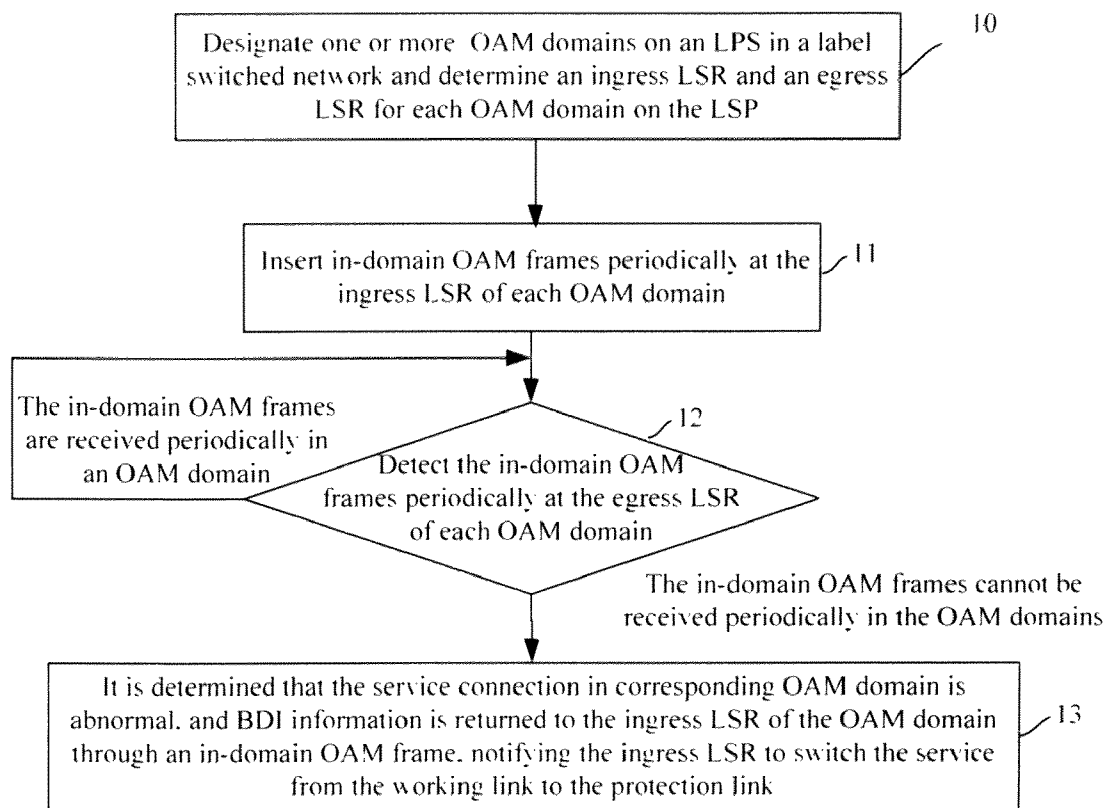 10
Designate one or more OAM domains on an LPS in a label
switched network and determine an ingress LSR and an egress
LSR for each OAM domain on the LSP
11
Insert in-domain OAM frames periodically at the
ingress LSR of each OAM domain
The in-domain OAM frames
are received periodically in
an OAM domain
12
Detect the in-domain OAM
frames periodically at the egress LSR
of each OAM domain
The in-domain OAM frames cannot be
received periodically in the OAM domains
It is determined that the service connection in corresponding OAM domain is
abnormal. and BDI information is returned to the ingress LSR of the OAM domain
through an in-domain OAM frame. notifying the ingress LSR to switch the service
from the working link to the protection link
13